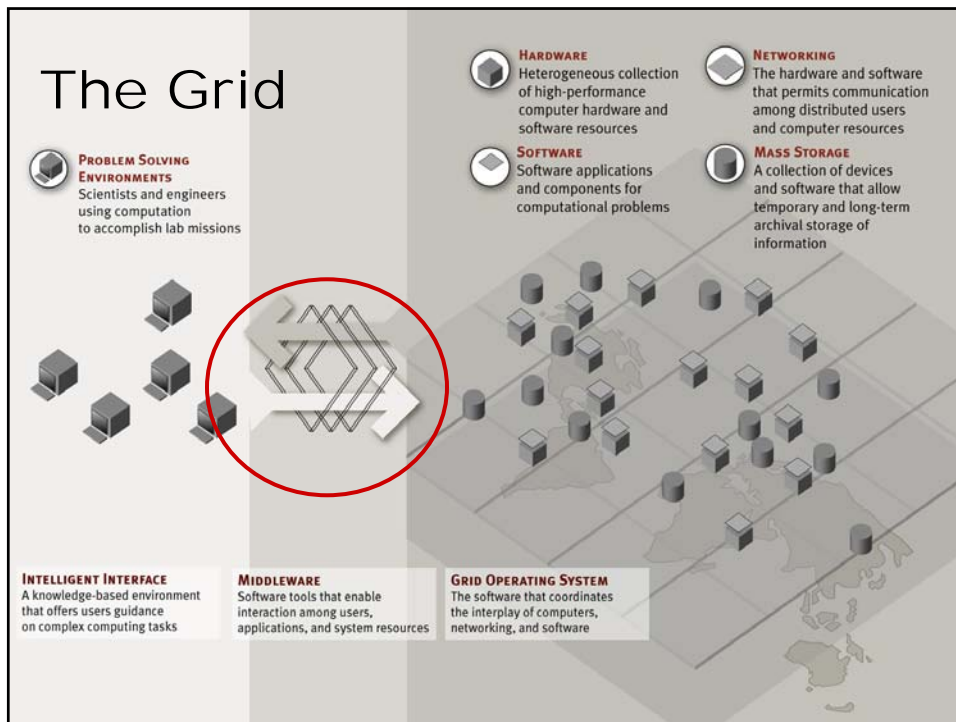 The Grid
PROBLEM SOLVING
ENVIRONMENTS
Scientists and engineers
using computation
to accomplish lab missions
HARDWARE
Heterogeneous collection
of high-performance
computer hardware and
software resources
SOFTWARE
Software applications
and components for
computational problems
NETWORKING
The hardware and software
that permits communication
among distributed users
and computer resources
MASS STORAGE
A collection of devices
and software that allow
temporary and long-term
archival storage of
information
INTELLIGENT INTERFACE
A knowledge-based environment
that offers users guidance
on complex computing tasks
MIDDLEWARE
Software tools that enable
interaction among users,
applications, and system resources
GRID OPERATING SYSTEM
The software that coordinates
the interplay of computers,
networking, and software